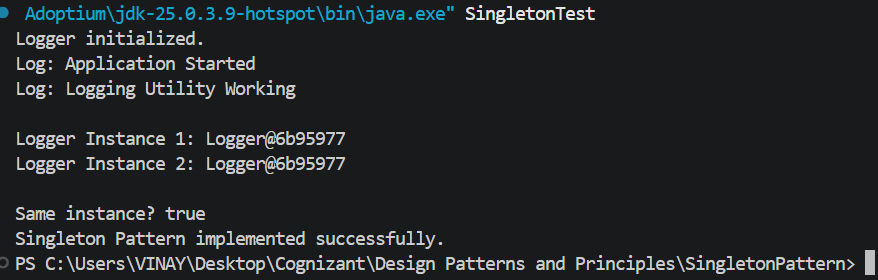 Adoptium\jdk-25.0.3.9-hotspot\bin\java.exe" SingletonTest
Logger initialized.
Log: Application Started
Log: Logging Utility Working
Logger Instance 1: Logger@6b95977
Logger Instance 2: Logger@6b95977
Same instance? true
Singleton Pattern implemented successfully.
PS C:\Users\VINAY\Desktop\Cognizant\Design Patterns and Principles\SingletonPattern>